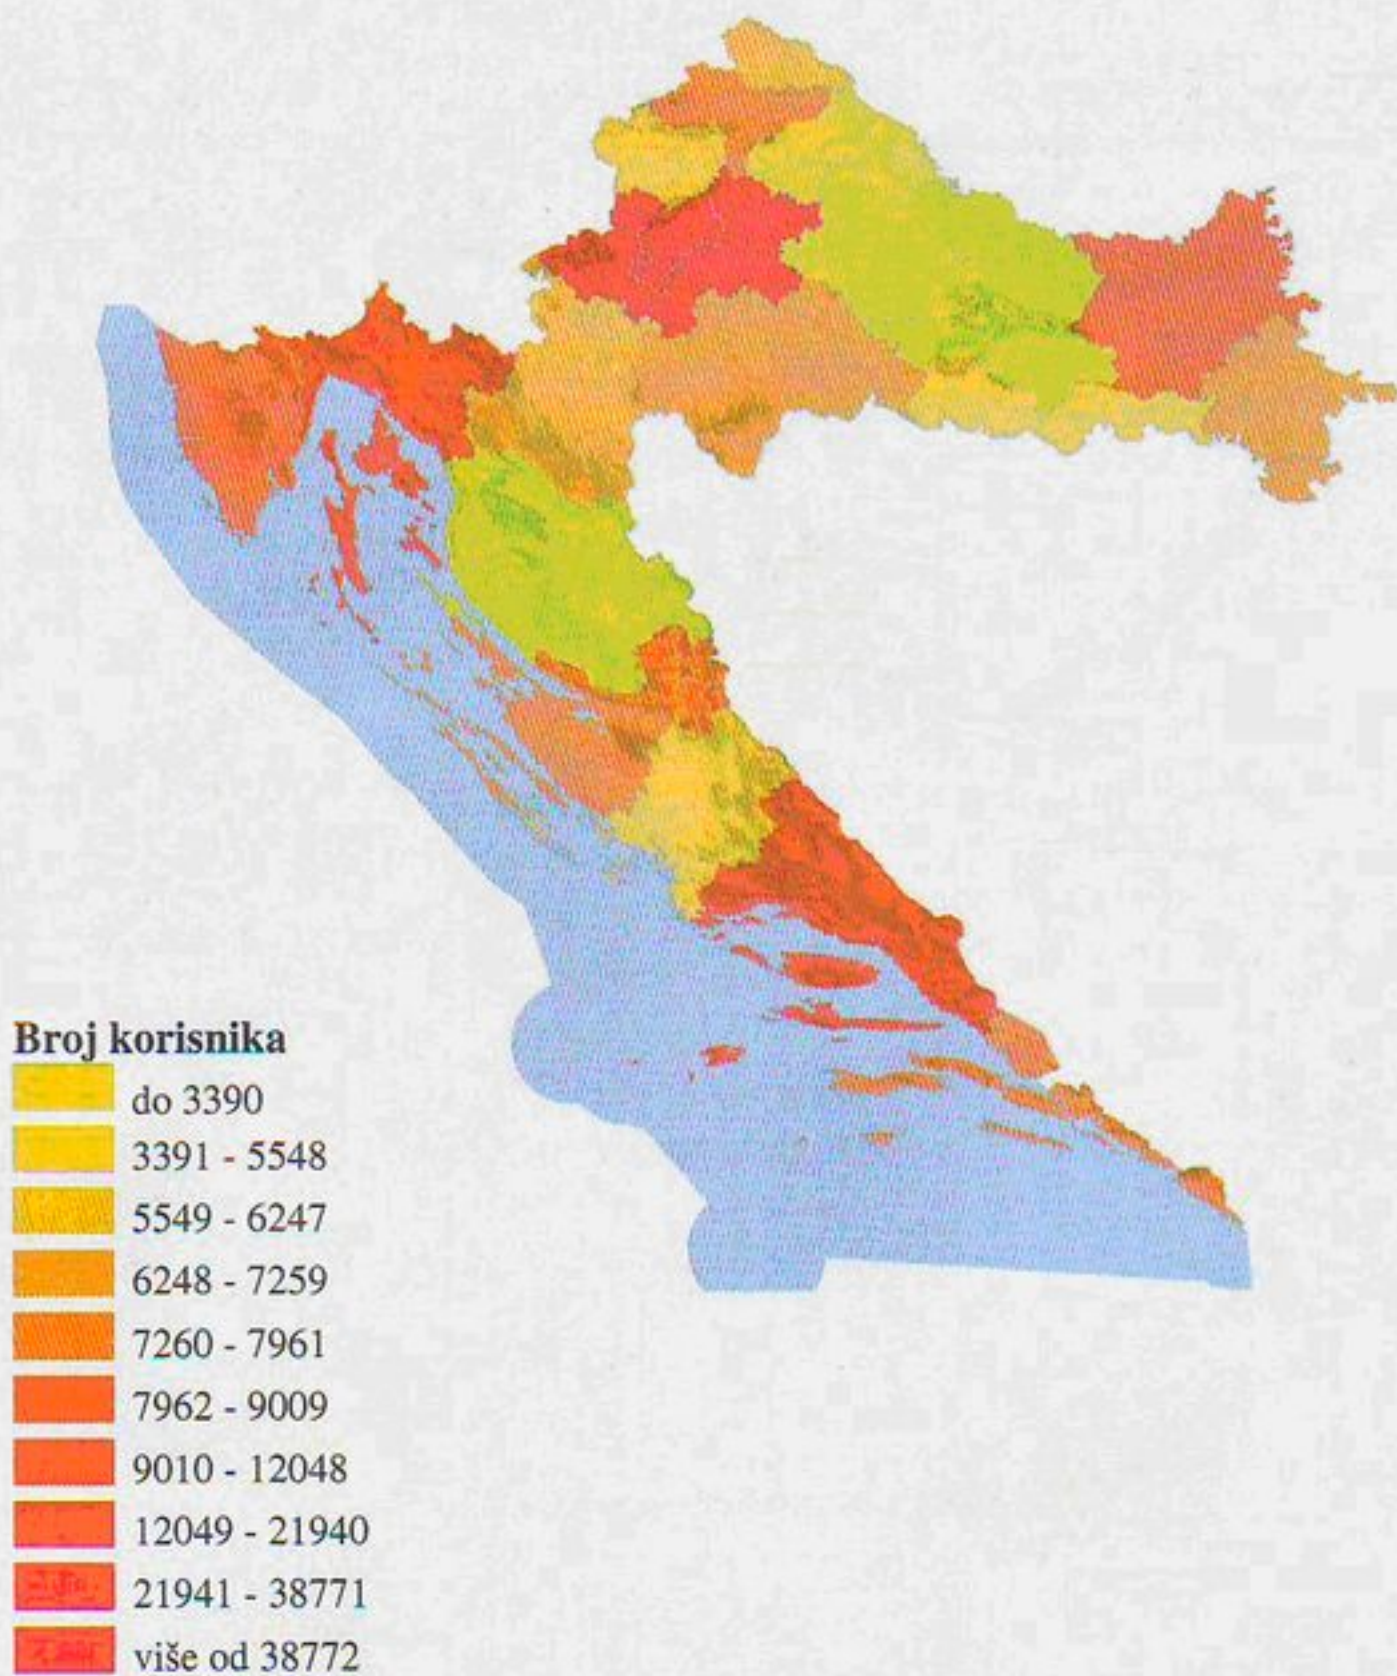 Broj korisnika
do 3390
3391 - 5548
5549 - 6247
6248 - 7259
7260 - 7961
7962 - 9009
9010 - 12048
12049 - 21940
21941 - 38771
više od 38772